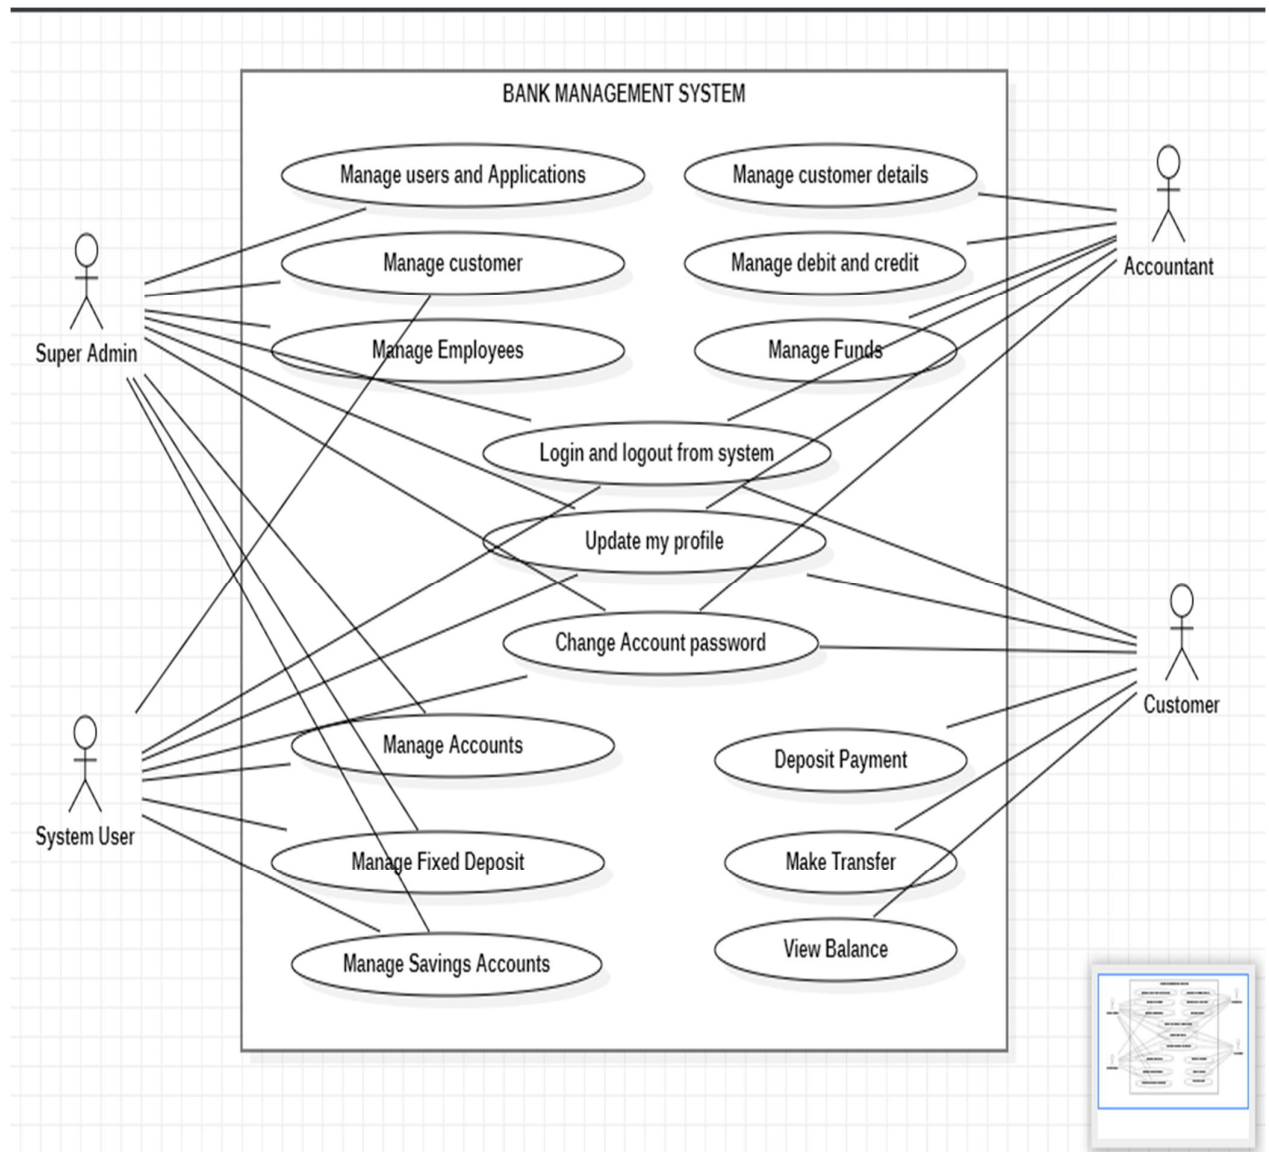 BANK MANAGEMENT SYSTEM
Manage users and Applications
Manage customer details
Manage customer
Manage debit and credit
Accountant
Manage Employees
Manage Funds
Super Admin
Login and logout from system
Update my profile
Change Account password
Customer
Manage Accounts
Deposit Payment
System User
Manage Fixed Deposit
Make Transfer
Manage Savings Accounts
View Balance